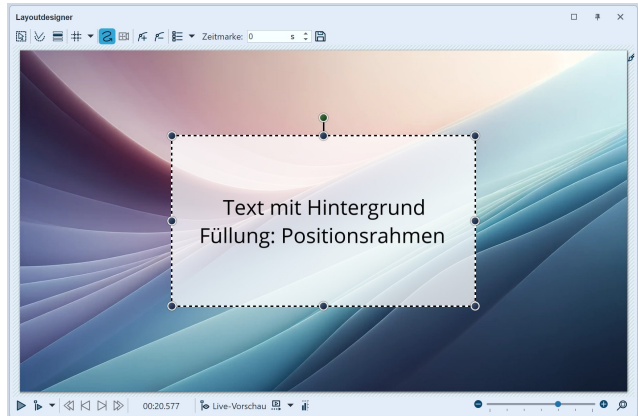 Layoutdesigner
Zeitmarke: 0 s
Text mit Hintergrund
Füllung: Positionsrahmen
00:20.577 Live-Vorschau